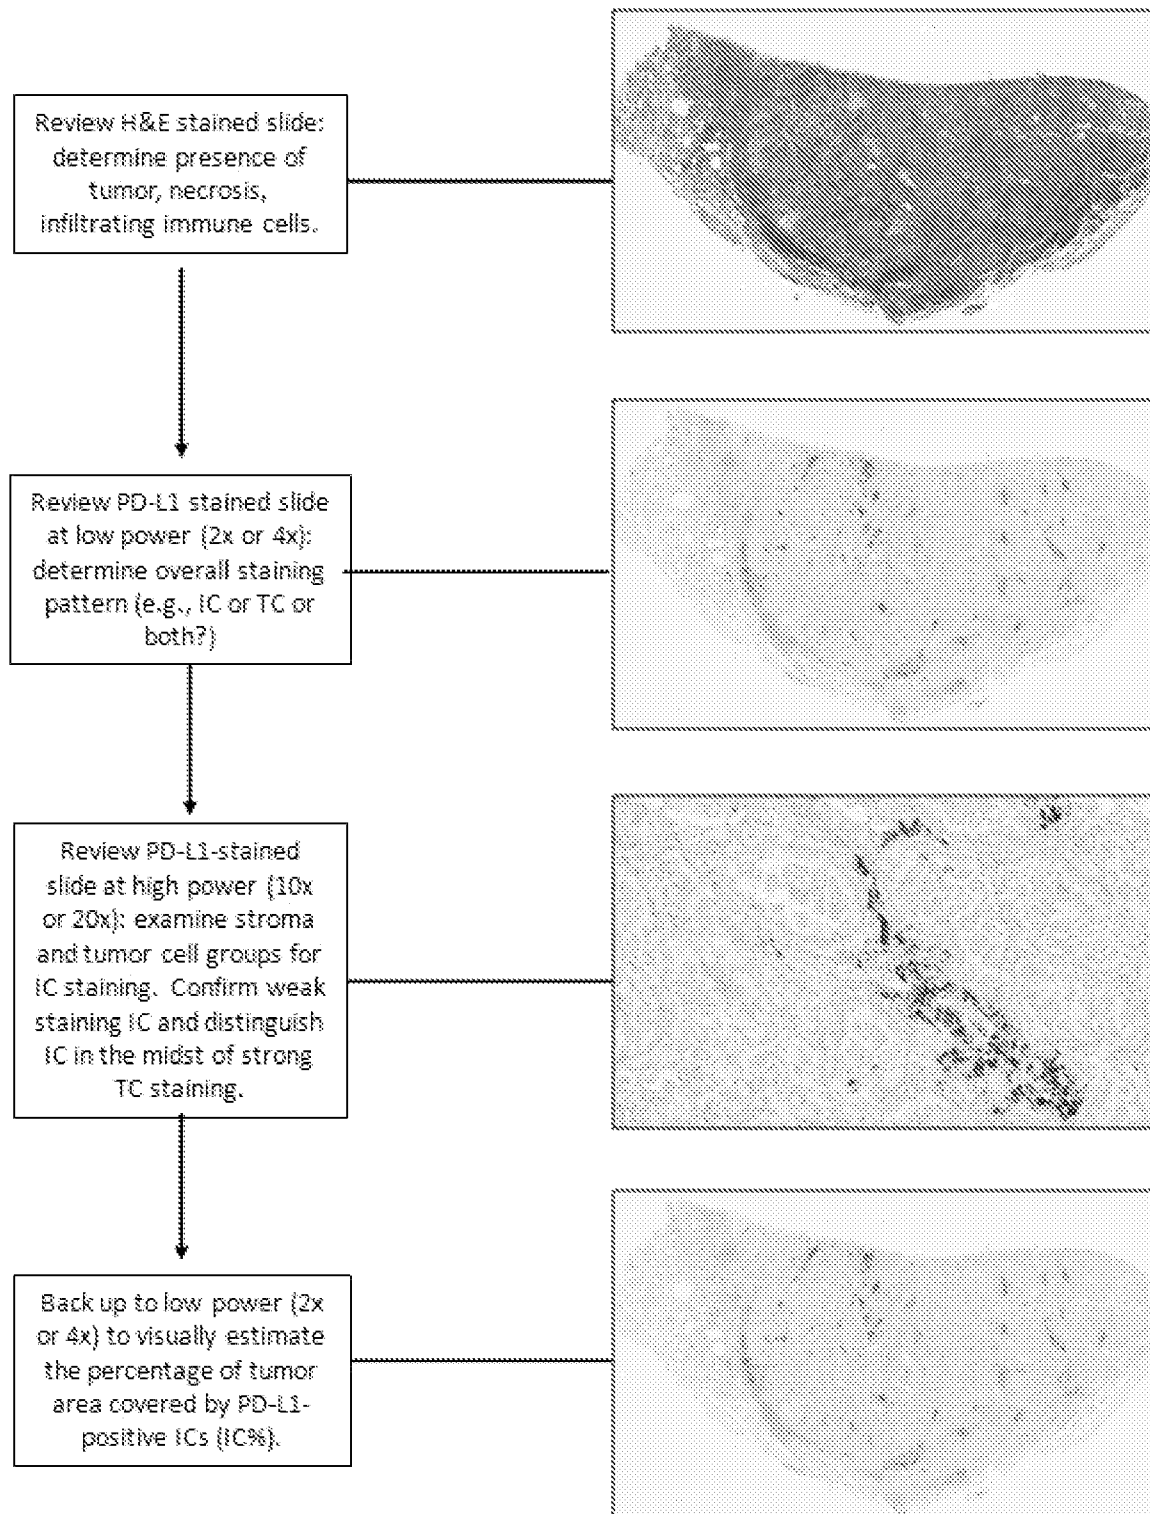 Review H&E stained slide:
determine presence of
tumor, necrosis,
infiltrating immune cells.
Review PD-L1 stained slide
at low power (2x or 4x):
determine overall staining
pattern (e.g., IC or TC or
both?)
Review PD-L1-stained
slide at high power (10x
or 20x): examine stroma
and tumor cell groups for
IC staining. Confirm weak
staining IC and distinguish
IC in the midst of strong
TC staining.
Back up to low power (2x
or 4x) to visually estimate
the percentage of tumor
area covered by PD-L1-
positive ICs (IC%).